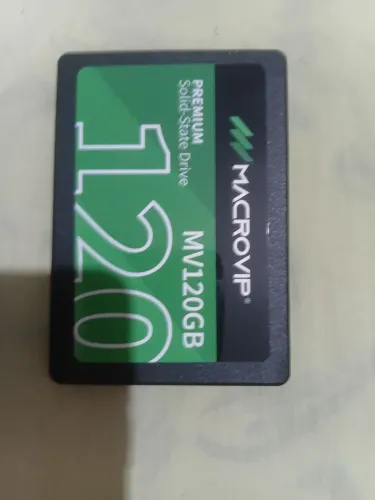 MACROVIP®
PREMIUM
Solid-State Drive
MV120GB
120